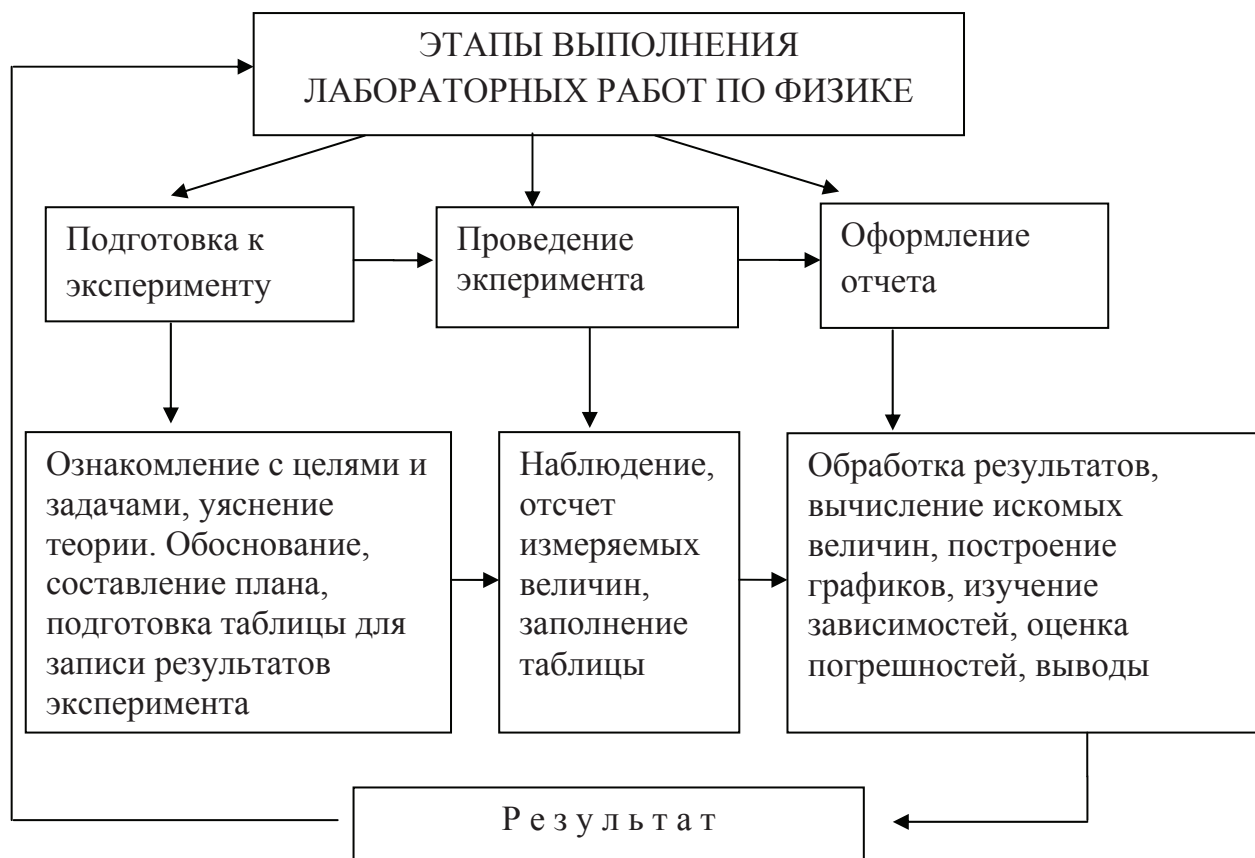 ЭТАПЫ ВЫПОЛНЕНИЯ
ЛАБОРАТОРНЫХ РАБОТ ПО ФИЗИКЕ
Подготовка к
эксперименту
Проведение
экперимента
Оформление
отчета
Ознакомление с целями и
задачами, уяснение
теории. Обоснование,
составление плана,
подготовка таблицы для
записи результатов
эксперимента
Наблюдение,
отсчет
измеряемых
величин,
заполнение
таблицы
Обработка результатов,
вычисление искомых
величин, построение
графиков, изучение
зависимостей, оценка
погрешностей, выводы
Р е з у л ь т а т